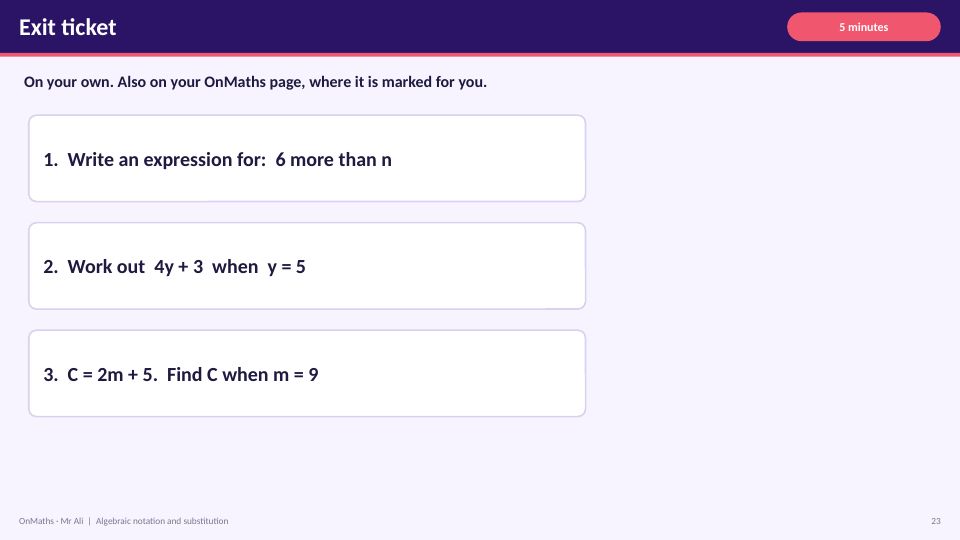 Exit ticket
5 minutes
On your own. Also on your OnMaths page, where it is marked for you.
1. Write an expression for: 6 more than n
2. Work out 4y + 3 when y = 5
3. C = 2m + 5. Find C when m = 9
OnMaths · Mr Ali | Algebraic notation and substitution
23